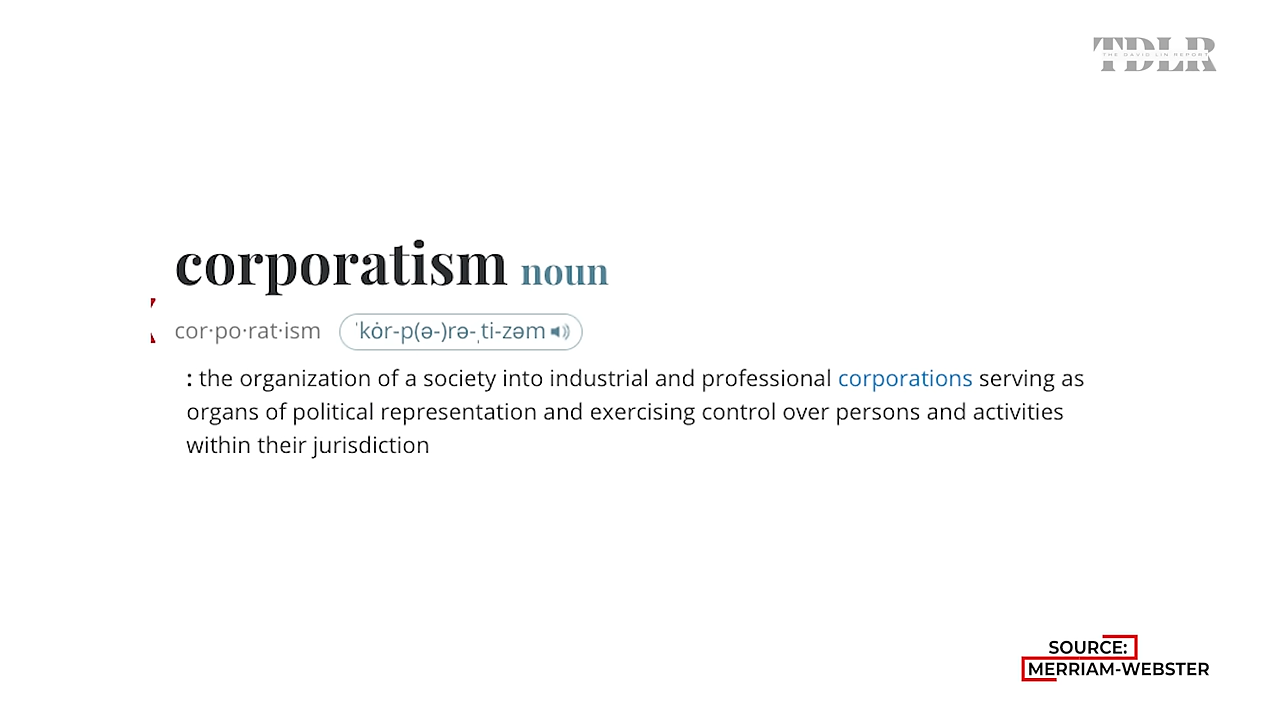 TDLR
THE DAVID LIN REPORT
corporatism noun
cor·po·rat·ism ˈkȯr-p(ə-)rə-ˌti-zəm
: the organization of a society into industrial and professional corporations serving as
organs of political representation and exercising control over persons and activities
within their jurisdiction
SOURCE:
MERRIAM-WEBSTER